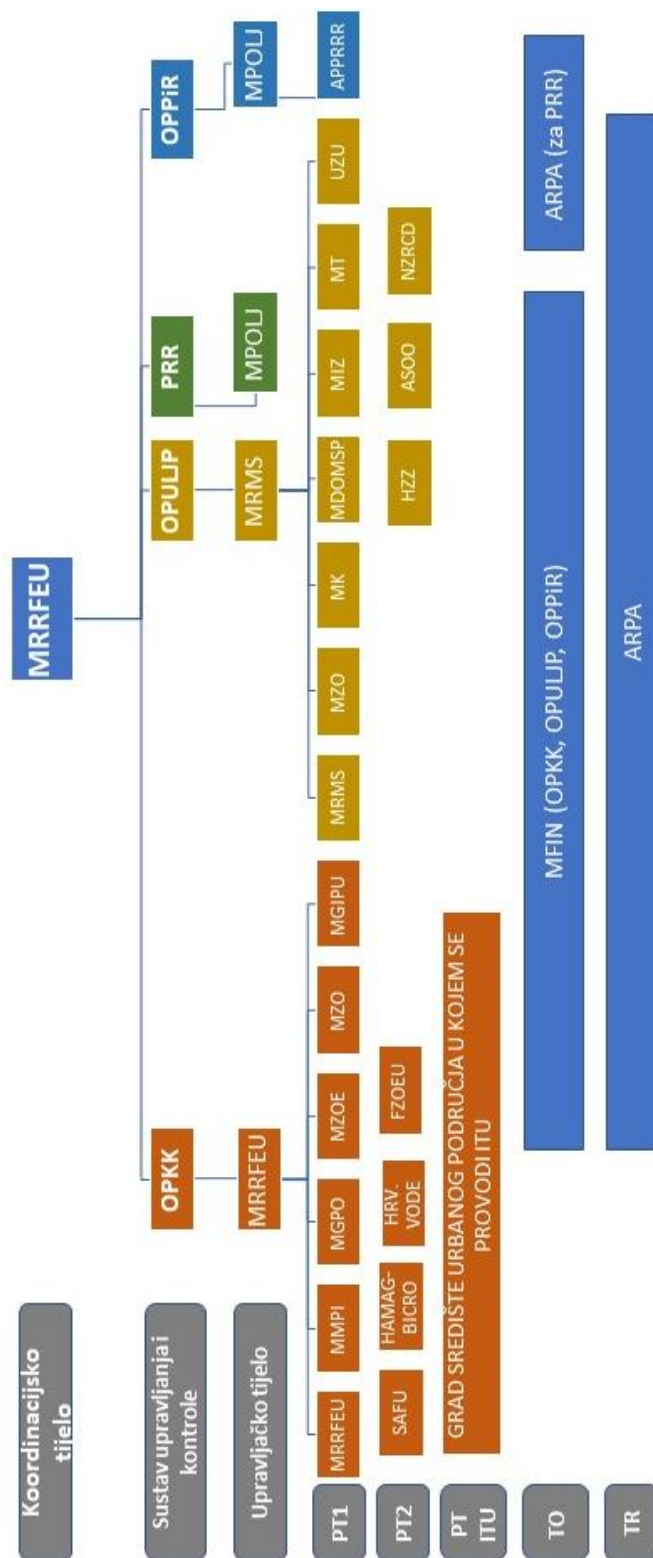 Koordinacijsko
tijelo
MRRFEU
Sustav upravljanja i
kontrole
OPKK
OPULJP
PRR
OPPiR
Upravljačko tijelo
MRRFEU
MRMS
MPOLJ
MPOLJ
PT1
MRRFEU
MMPI
MGPO
MZOE
MZO
MGIPU
MRMS
MZO
MK
MDOMSP
MIZ
MT
UZU
APPRRR
PT2
SAFU
HAMAG-
BICRO
HRV.
VODE
FZOEU
HZZ
ASOO
NZRCD
PT
ITU
GRAD SREDIŠTE URBANOG PODRUČJA U KOJEM SE
PROVODI ITU
TO
MFIN (OPKK, OPULJP, OPPiR)
ARPA (za PRR)
TR
ARPA